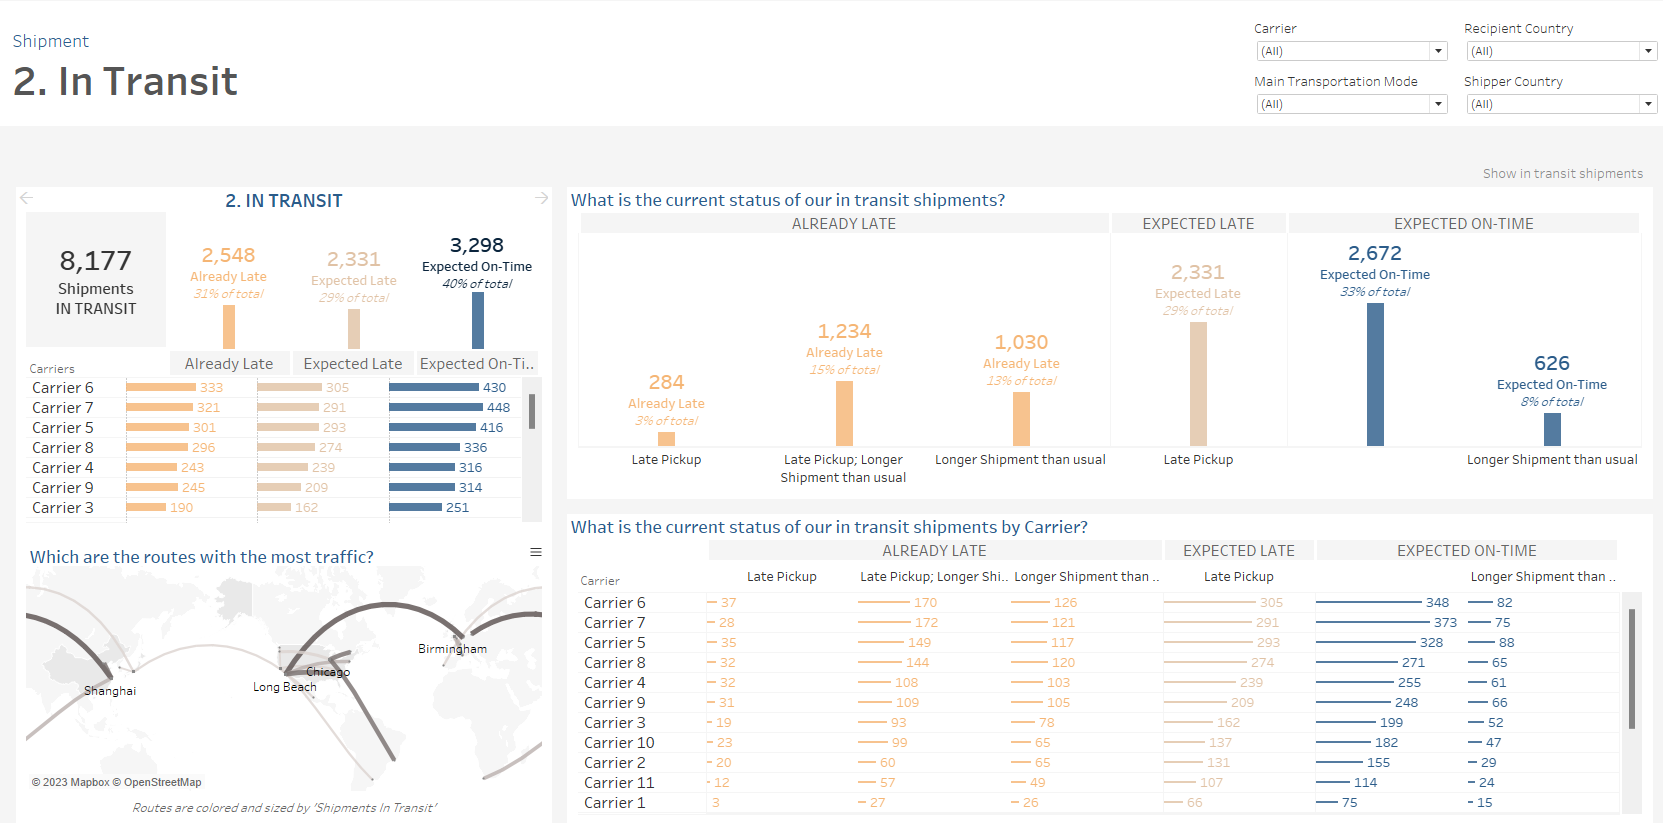 Shipment
2. In Transit
Carrier
(All)
Recipient Country
(All)
Main Transportation Mode
(All)
Shipper Country
(All)
Show in transit shipments
2. IN TRANSIT
8,177
Shipments
IN TRANSIT
2,548
Already Late
31% of total
2,331
Expected Late
29% of total
3,298
Expected On-Time
40% of total
Carriers Already Late Expected Late Expected On-Ti..
Carrier 6 333 305 430
Carrier 7 321 291 448
Carrier 5 301 293 416
Carrier 8 296 274 336
Carrier 4 243 239 316
Carrier 9 245 209 314
Carrier 3 190 162 251
Which are the routes with the most traffic?
Birmingham
Chicago
Long Beach
Shanghai
© 2023 Mapbox © OpenStreetMap
Routes are colored and sized by 'Shipments In Transit'
What is the current status of our in transit shipments?
ALREADY LATE EXPECTED LATE EXPECTED ON-TIME
284
Already Late
3% of total
Late Pickup
1,234
Already Late
15% of total
Late Pickup; Longer
Shipment than usual
1,030
Already Late
13% of total
Longer Shipment than usual
2,331
Expected Late
29% of total
Late Pickup
2,672
Expected On-Time
33% of total
626
Expected On-Time
8% of total
Longer Shipment than usual
What is the current status of our in transit shipments by Carrier?
ALREADY LATE EXPECTED LATE EXPECTED ON-TIME
Carrier Late Pickup Late Pickup; Longer Shi.. Longer Shipment than .. Late Pickup Longer Shipment than ..
Carrier 6 37 170 126 305 348 82
Carrier 7 28 172 121 291 373 75
Carrier 5 35 149 117 293 328 88
Carrier 8 32 144 120 274 271 65
Carrier 4 32 108 103 239 255 61
Carrier 9 31 109 105 209 248 66
Carrier 3 19 93 78 162 199 52
Carrier 10 23 99 65 137 182 47
Carrier 2 20 60 65 131 155 29
Carrier 11 12 57 49 107 114 24
Carrier 1 3 27 26 66 75 15